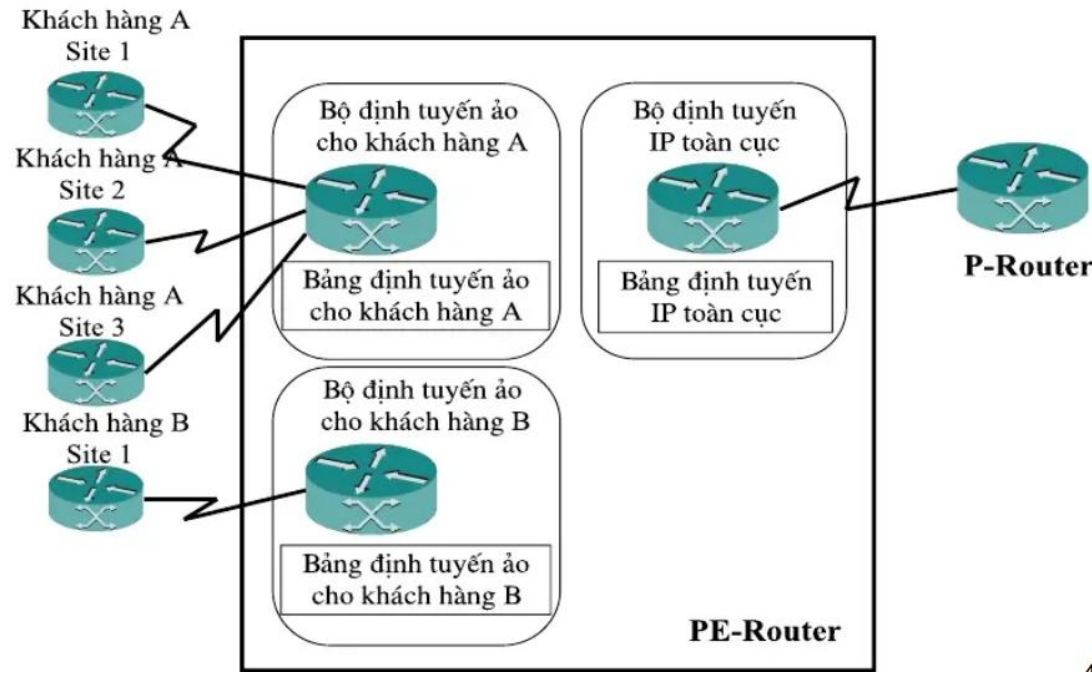 Khách hàng A
Site 1
Khách hàng A
Site 2
Khách hàng A
Site 3
Khách hàng B
Site 1
Bộ định tuyến ảo
cho khách hàng A
Bảng định tuyến ảo
cho khách hàng A
Bộ định tuyến
IP toàn cục
Bảng định tuyến
IP toàn cục
P-Router
Bộ định tuyến ảo
cho khách hàng B
Bảng định tuyến ảo
cho khách hàng B
PE-Router